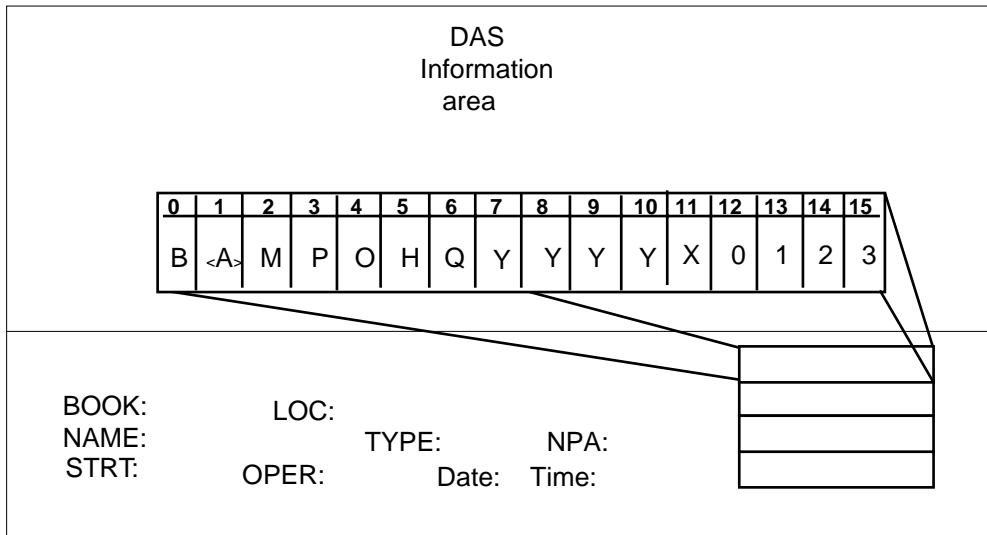 DAS
Information
area
0 1 2 3 4 5 6 7 8 9 10 11 12 13 14 15
B <A> M P O H Q Y Y Y Y X 0 1 2 3
BOOK: LOC:
NAME: TYPE: NPA:
STRT: OPER: Date: Time: